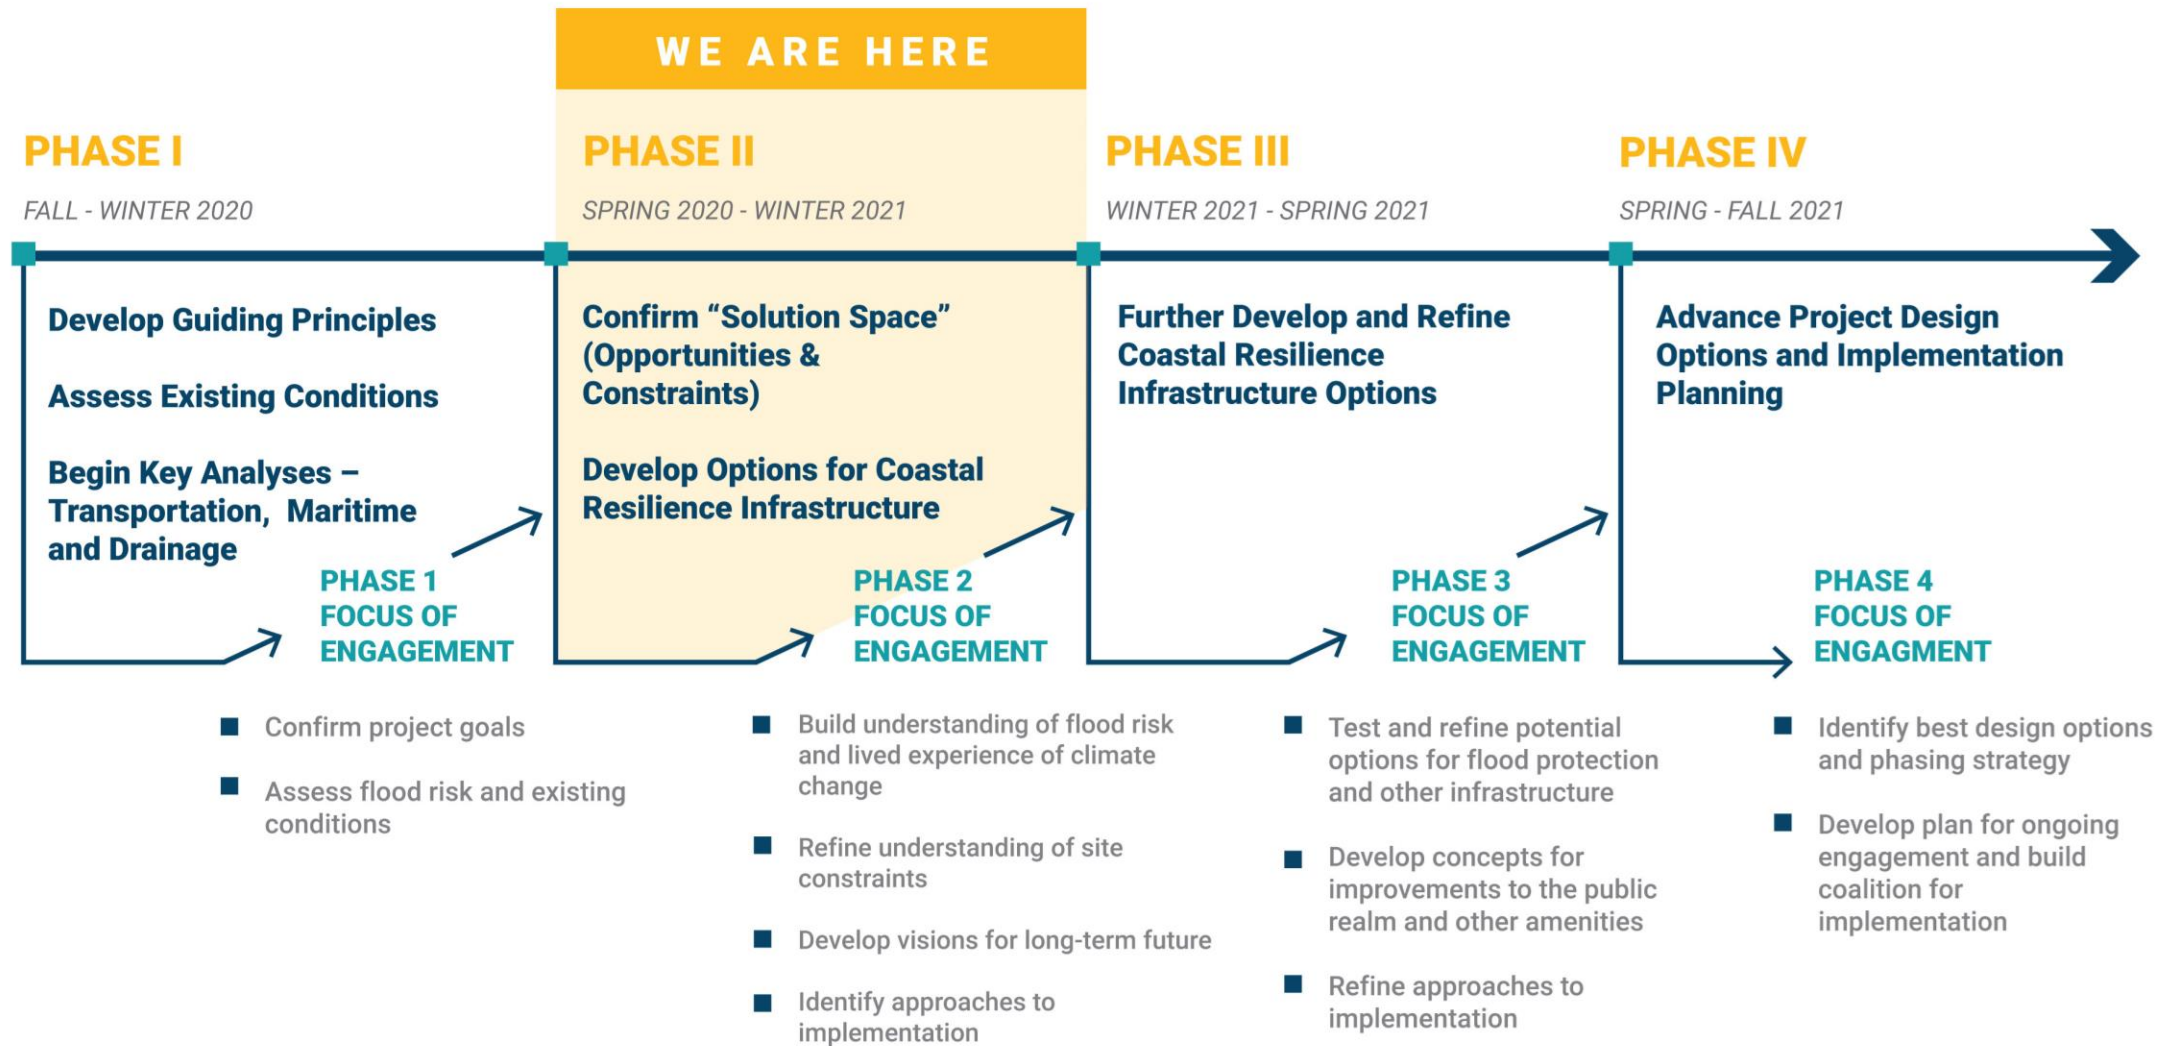 WE ARE HERE
PHASE I
FALL - WINTER 2020
Develop Guiding Principles
Assess Existing Conditions
Begin Key Analyses –
Transportation, Maritime
and Drainage
PHASE 1
FOCUS OF
ENGAGEMENT
Confirm project goals
Assess flood risk and existing
conditions
PHASE II
SPRING 2020 - WINTER 2021
Confirm “Solution Space”
(Opportunities &
Constraints)
Develop Options for Coastal
Resilience Infrastructure
PHASE 2
FOCUS OF
ENGAGEMENT
Build understanding of flood risk
and lived experience of climate
change
Refine understanding of site
constraints
Develop visions for long-term future
Identify approaches to
implementation
PHASE III
WINTER 2021 - SPRING 2021
Further Develop and Refine
Coastal Resilience
Infrastructure Options
PHASE 3
FOCUS OF
ENGAGEMENT
Test and refine potential
options for flood protection
and other infrastructure
Develop concepts for
improvements to the public
realm and other amenities
Refine approaches to
implementation
PHASE IV
SPRING - FALL 2021
Advance Project Design
Options and Implementation
Planning
PHASE 4
FOCUS OF
ENGAGMENT
Identify best design options
and phasing strategy
Develop plan for ongoing
engagement and build
coalition for
implementation